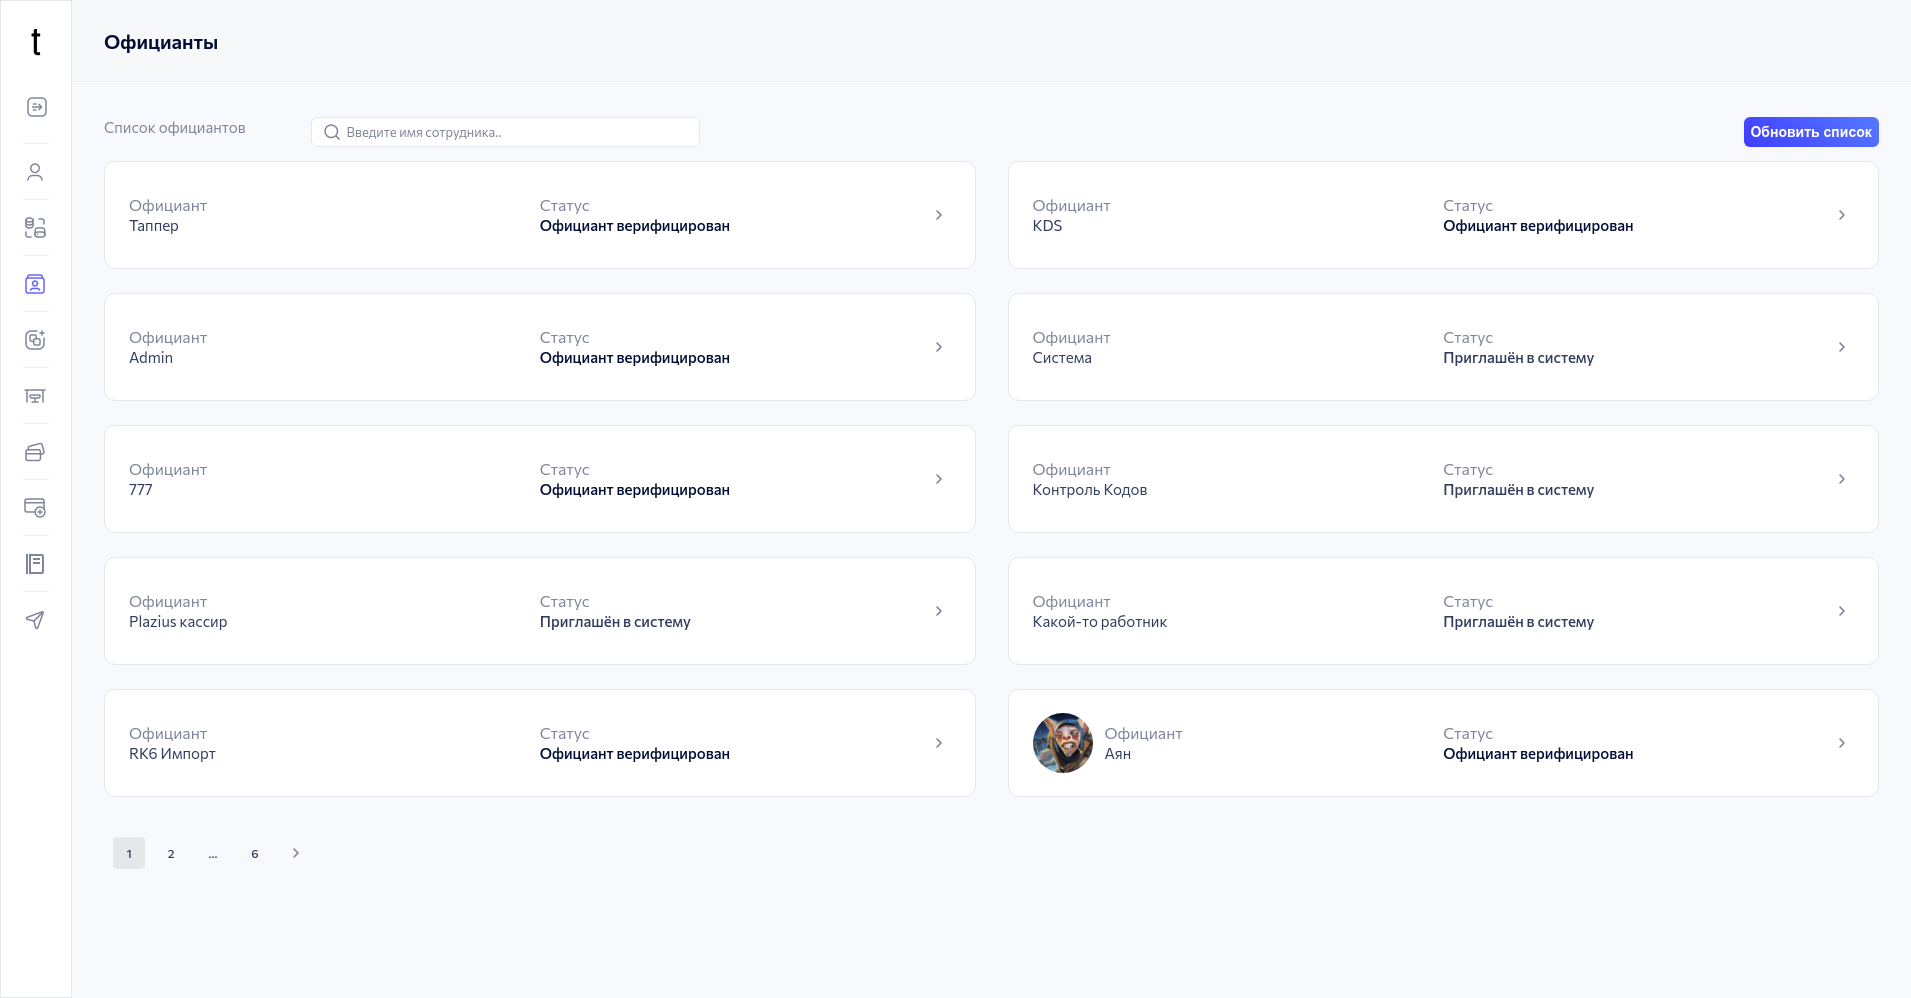 t
Официанты
Список официантов
Введите имя сотрудника..
Обновить список
Официант
Таппер
Статус
Официант верифицирован
Официант
KDS
Статус
Официант верифицирован
Официант
Admin
Статус
Официант верифицирован
Официант
Система
Статус
Приглашён в систему
Официант
777
Статус
Официант верифицирован
Официант
Контроль Кодов
Статус
Приглашён в систему
Официант
Plazius кассир
Статус
Приглашён в систему
Официант
Какой-то работник
Статус
Приглашён в систему
Официант
RK6 Импорт
Статус
Официант верифицирован
Официант
Аян
Статус
Официант верифицирован
1 2 ... 6